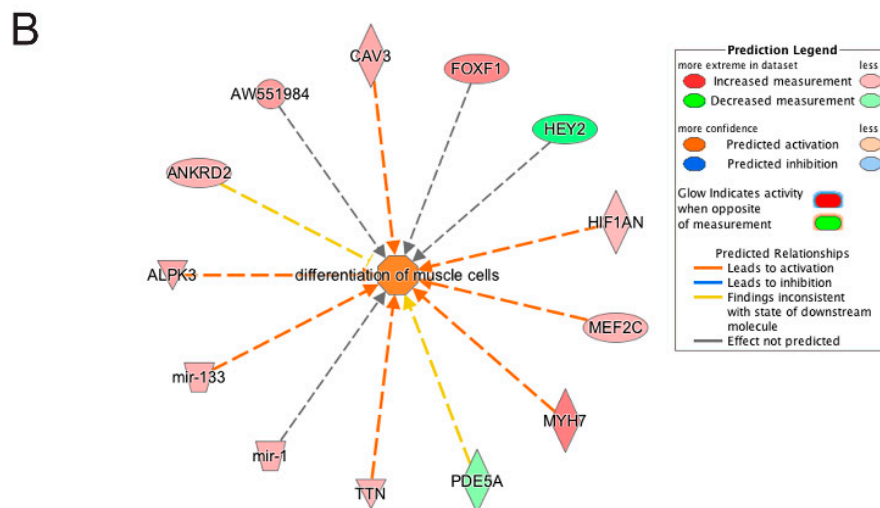 B
CAV3
FOXF1
AW551984
HEY2
ANKRD2
HIF1AN
ALPK3
differentiation of muscle cells
MEF2C
mir-133
MYH7
mir-1
PDE5A
TTN
Prediction Legend
more extreme in dataset less
Increased measurement
Decreased measurement
more confidence less
Predicted activation
Predicted inhibition
Glow Indicates activity
when opposite
of measurement
Predicted Relationships
Leads to activation
Leads to inhibition
Findings inconsistent
with state of downstream
molecule
Effect not predicted